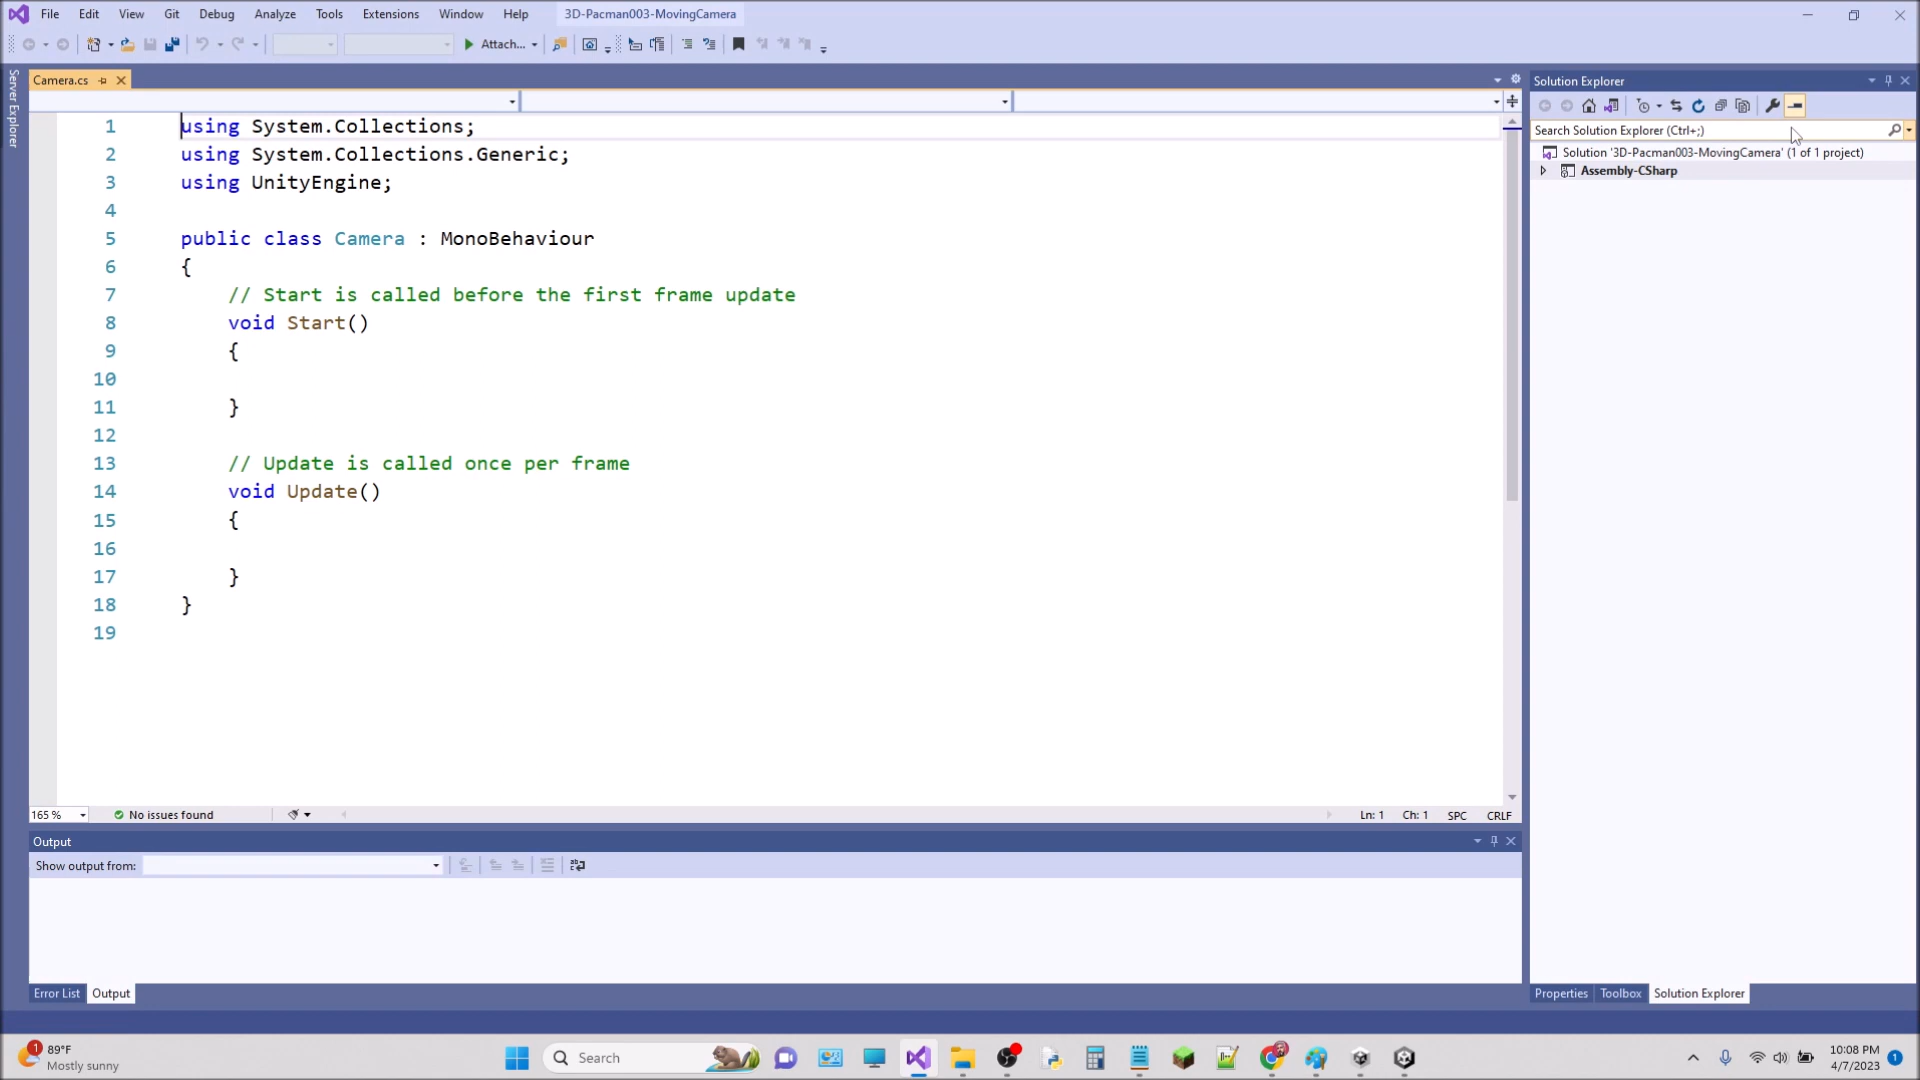 File Edit View Git Debug Analyze Tools Extensions Window Help 3D-Pacman003-MovingCamera
Attach...
Server Explorer
Camera.cs
Solution Explorer
Search Solution Explorer (Ctrl+;)
Solution '3D-Pacman003-MovingCamera' (1 of 1 project)
Assembly-CSharp
1 using System.Collections;
2 using System.Collections.Generic;
3 using UnityEngine;
4
5 public class Camera : MonoBehaviour
6 {
7 // Start is called before the first frame update
8 void Start()
9 {
10
11 }
12
13 // Update is called once per frame
14 void Update()
15 {
16
17 }
18 }
19
165 % No issues found Ln: 1 Ch: 1 SPC CRLF
Output
Show output from:
Error List Output
Properties Toolbox Solution Explorer
1 89°F
Mostly sunny
Search
10:08 PM
4/7/2023
1